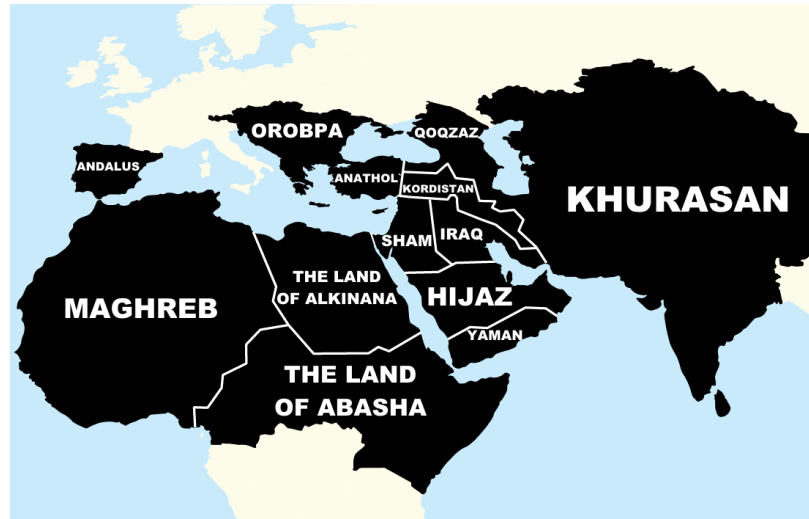 OROBPA
QOQZAZ
ANDALUS
ANATHOL
KORDISTAN
KHURASAN
SHAM
IRAQ
THE LAND
OF ALKINANA
HIJAZ
MAGHREB
YAMAN
THE LAND
OF ABASHA